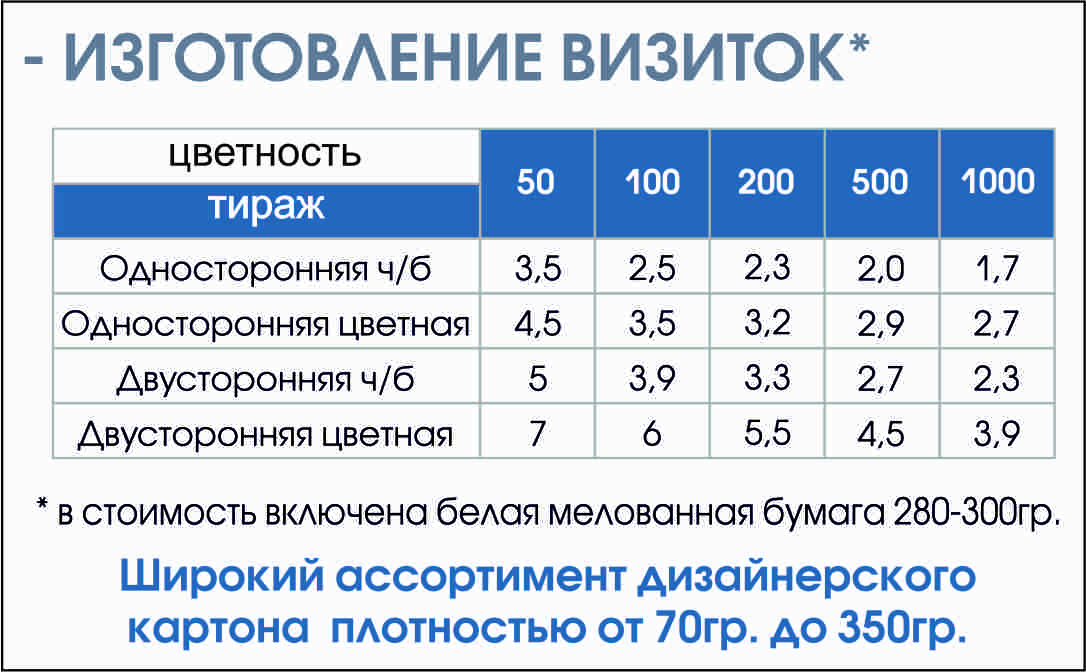 - ИЗГОТОВЛЕНИЕ ВИЗИТОК*
цветность
тираж
50 100 200 500 1000
Односторонняя ч/б 3,5 2,5 2,3 2,0 1,7
Односторонняя цветная 4,5 3,5 3,2 2,9 2,7
Двусторонняя ч/б 5 3,9 3,3 2,7 2,3
Двусторонняя цветная 7 6 5,5 4,5 3,9
* в стоимость включена белая мелованная бумага 280-300гр.
Широкий ассортимент дизайнерского
картона плотностью от 70гр. до 350гр.